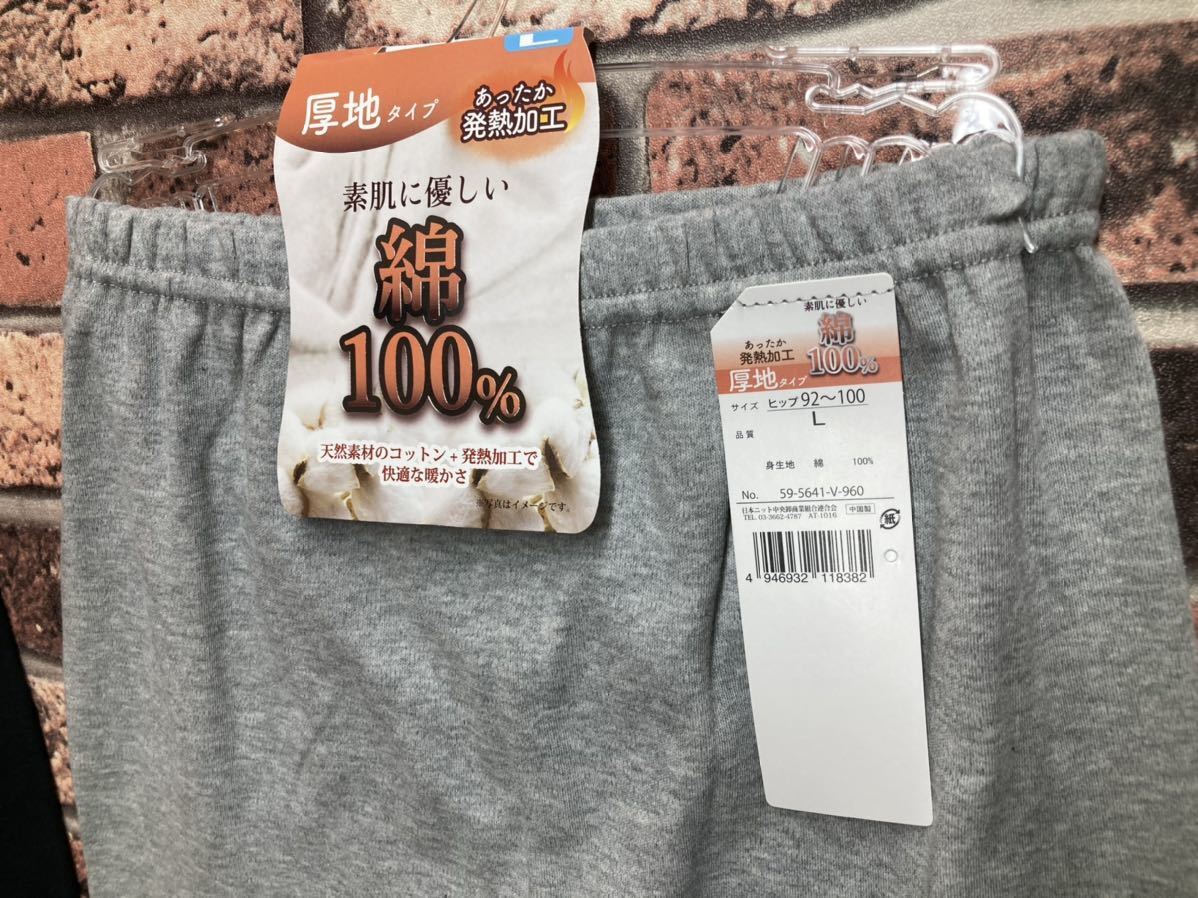 L
厚地タイプ
あったか
発熱加工
素肌に優しい
綿
100%
天然素材のコットン+発熱加工で
快適な暖かさ
※写真はイメージです。
素肌に優しい
あったか
発熱加工
綿
100%
厚地タイプ
サイズ ヒップ 92〜100
L
品質
身生地 綿 100%
No. 59-5641-V-960
日本ニット中央卸商業組合連合会 中国製
TEL 03-3662-4787 AT-1016
紙
4 946932 118382